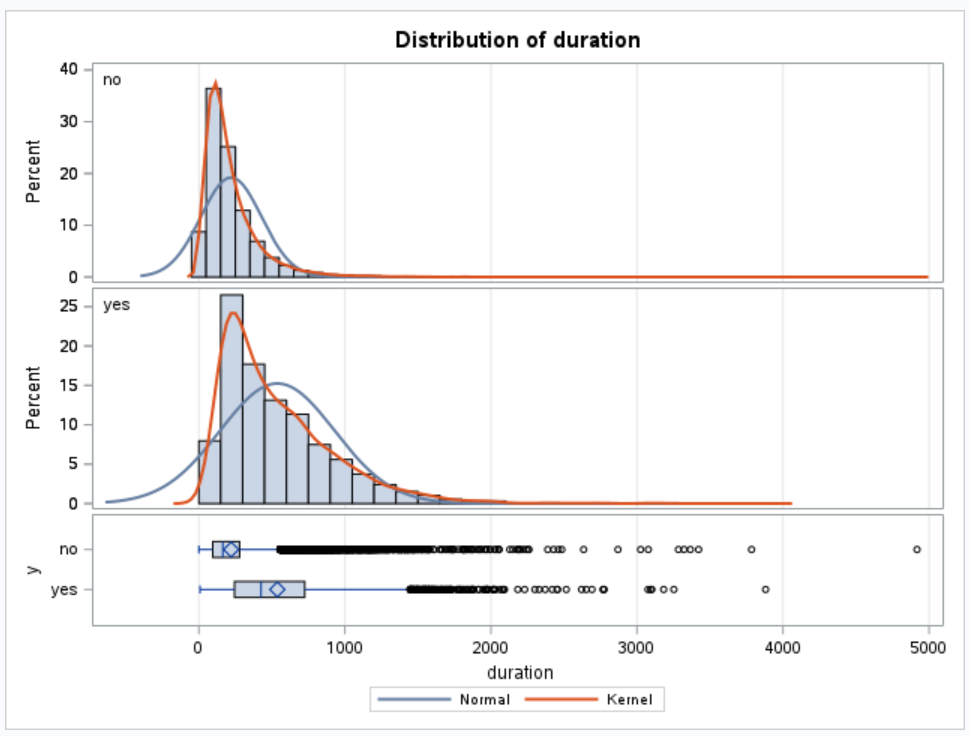 Distribution of duration
no
40
30
20
10
0
Percent
yes
25
20
15
10
5
0
Percent
no
yes
y
0 1000 2000 3000 4000 5000
duration
Normal Kernel